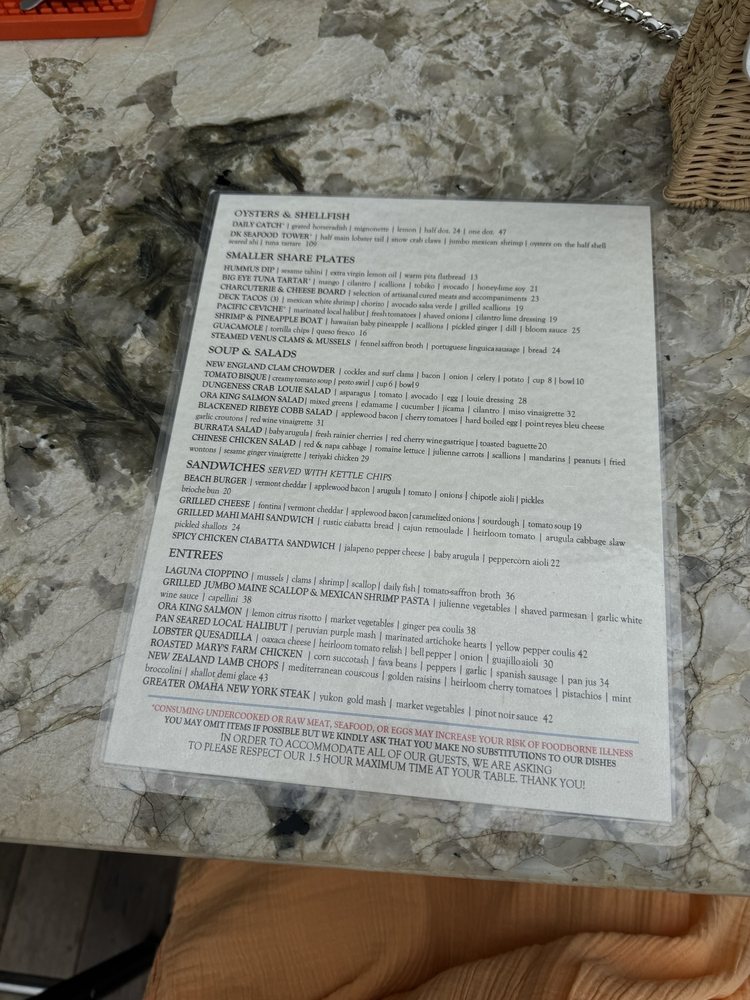 OYSTERS & SHELLFISH
DAILY CATCH* | grated horseradish | mignonette | lemon | half doz. 24 | one doz. 47
DK SEAFOOD TOWER* | half main lobster tail | snow crab claws | jumbo mexican shrimp | oysters on the half shell
seared ahi | tuna tartare 109
SMALLER SHARE PLATES
HUMMUS DIP | sesame tahini | extra virgin lemon oil | warm pita flatbread 13
BIG EYE TUNA TARTAR* | mango | cilantro | scallions | tobiko | avocado | honey-lime soy 21
CHARCUTERIE & CHEESE BOARD | selection of artisanal cured meats and accompaniments 23
DECK TACOS (3) | mexican white shrimp | chorizo | avocado salsa verde | grilled scallions 19
PACIFIC CEVICHE* | marinated local halibut | fresh tomatoes | shaved onions | cilantro lime dressing 19
SHRIMP & PINEAPPLE BOAT | hawaiian baby pineapple | scallions | pickled ginger | dill | bloom sauce 25
GUACAMOLE | tortilla chips | queso fresco 16
STEAMED VENUS CLAMS & MUSSELS | fennel saffron broth | portuguese linguica sausage | bread 24
SOUP & SALADS
NEW ENGLAND CLAM CHOWDER | cockles and surf clams | bacon | onion | celery | potato | cup 8 | bowl 10
TOMATO BISQUE | creamy tomato soup | pesto swirl | cup 6 | bowl 9
DUNGENESS CRAB LOUIE SALAD | asparagus | tomato | avocado | egg | louie dressing 28
ORA KING SALMON SALAD | mixed greens | edamame | cucumber | jicama | cilantro | miso vinaigrette 32
BLACKENED RIBEYE COBB SALAD | applewood bacon | cherry tomatoes | hard boiled egg | point reyes bleu cheese
garlic croutons | red wine vinaigrette 31
BURRATA SALAD | baby arugula | fresh rainier cherries | red cherry wine gastrique | toasted baguette 20
CHINESE CHICKEN SALAD | red & napa cabbage | romaine lettuce | julienne carrots | scallions | mandarins | peanuts | fried
wontons | sesame ginger vinaigrette | teriyaki chicken 29
SANDWICHES SERVED WITH KETTLE CHIPS
BEACH BURGER | vermont cheddar | applewood bacon | arugula | tomato | onions | chipotle aioli | pickles
brioche bun 20
GRILLED CHEESE | fontina | vermont cheddar | applewood bacon | caramelized onions | sourdough | tomato soup 19
GRILLED MAHI MAHI SANDWICH | rustic ciabatta bread | cajun remoulade | heirloom tomato | arugula cabbage slaw
pickled shallots 24
SPICY CHICKEN CIABATTA SANDWICH | jalapeno pepper cheese | baby arugula | peppercorn aioli 22
ENTREES
LAGUNA CIOPPINO | mussels | clams | shrimp | scallop | daily fish | tomato-saffron broth 36
GRILLED JUMBO MAINE SCALLOP & MEXICAN SHRIMP PASTA | julienne vegetables | shaved parmesan | garlic white
wine sauce | capellini 38
ORA KING SALMON | lemon citrus risotto | market vegetables | ginger pea coulis 38
PAN SEARED LOCAL HALIBUT | peruvian purple mash | marinated artichoke hearts | yellow pepper coulis 42
LOBSTER QUESADILLA | oaxaca cheese | heirloom tomato relish | bell pepper | onion | guajillo aioli 30
ROASTED MARY'S FARM CHICKEN | corn succotash | fava beans | peppers | garlic | spanish sausage | pan jus 34
NEW ZEALAND LAMB CHOPS | mediterranean couscous | golden raisins | heirloom cherry tomatoes | pistachios | mint
broccolini | shallot demi glace 43
GREATER OMAHA NEW YORK STEAK | yukon gold mash | market vegetables | pinot noir sauce 42
*CONSUMING UNDERCOOKED OR RAW MEAT, SEAFOOD, OR EGGS MAY INCREASE YOUR RISK OF FOODBORNE ILLNESS
YOU MAY OMIT ITEMS IF POSSIBLE BUT WE KINDLY ASK THAT YOU MAKE NO SUBSTITUTIONS TO OUR DISHES
IN ORDER TO ACCOMMODATE ALL OF OUR GUESTS, WE ARE ASKING
TO PLEASE RESPECT OUR 1.5 HOUR MAXIMUM TIME AT YOUR TABLE. THANK YOU!